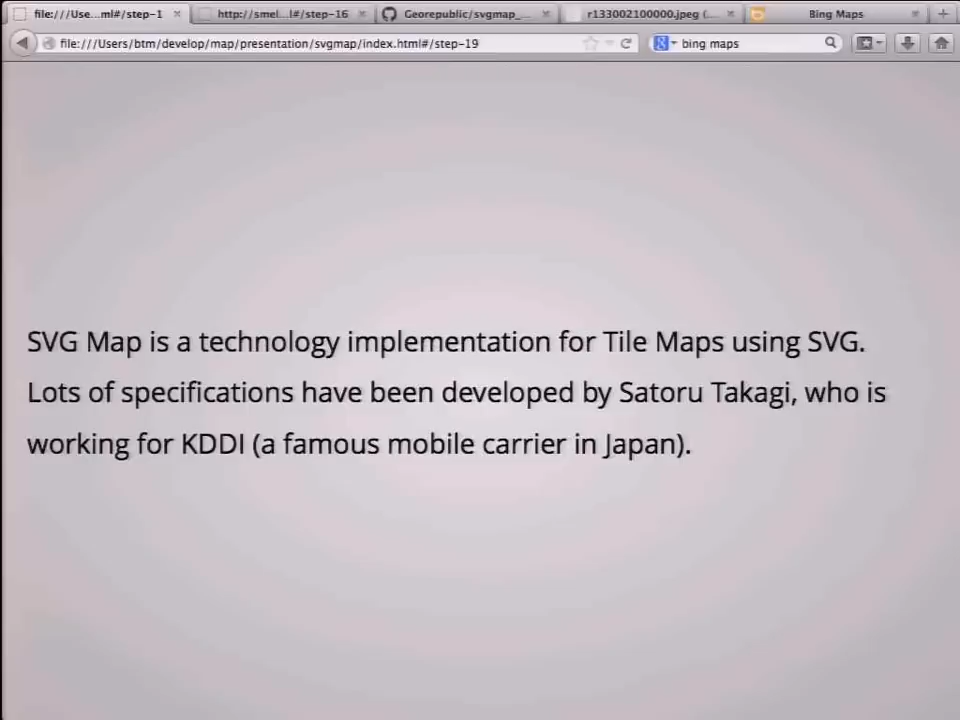 file:///Use...ml#/step-1
http://smel...l#/step-16
Georepublic/svgmap_...
r133002100000.jpeg (...
Bing Maps
file:///Users/btm/develop/map/presentation/svgmap/index.html#/step-19
bing maps
SVG Map is a technology implementation for Tile Maps using SVG.
Lots of specifications have been developed by Satoru Takagi, who is
working for KDDI (a famous mobile carrier in Japan).